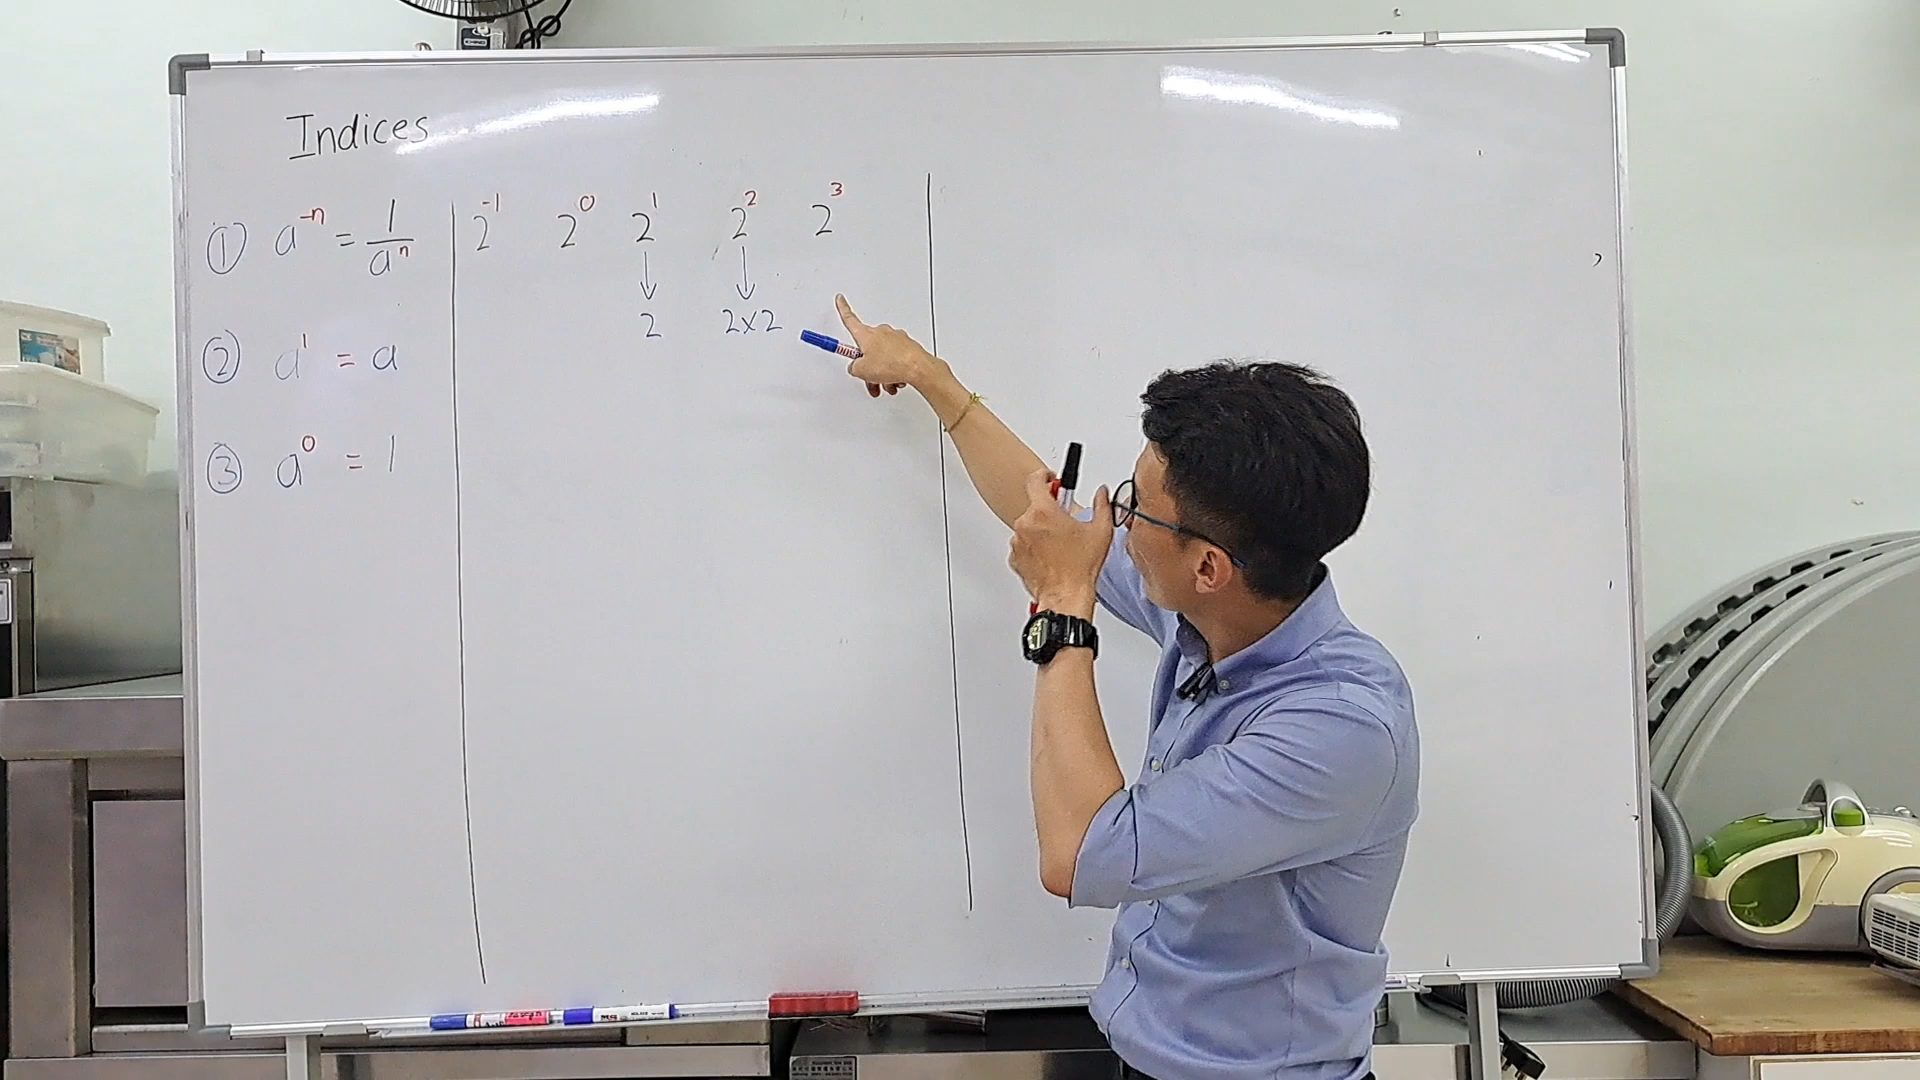 Indices
① a⁻ⁿ = 1/aⁿ
② a¹ = a
③ a⁰ = 1
2⁻¹ 2⁰ 2¹ 2² 2³
↓ ↓
2 2×2